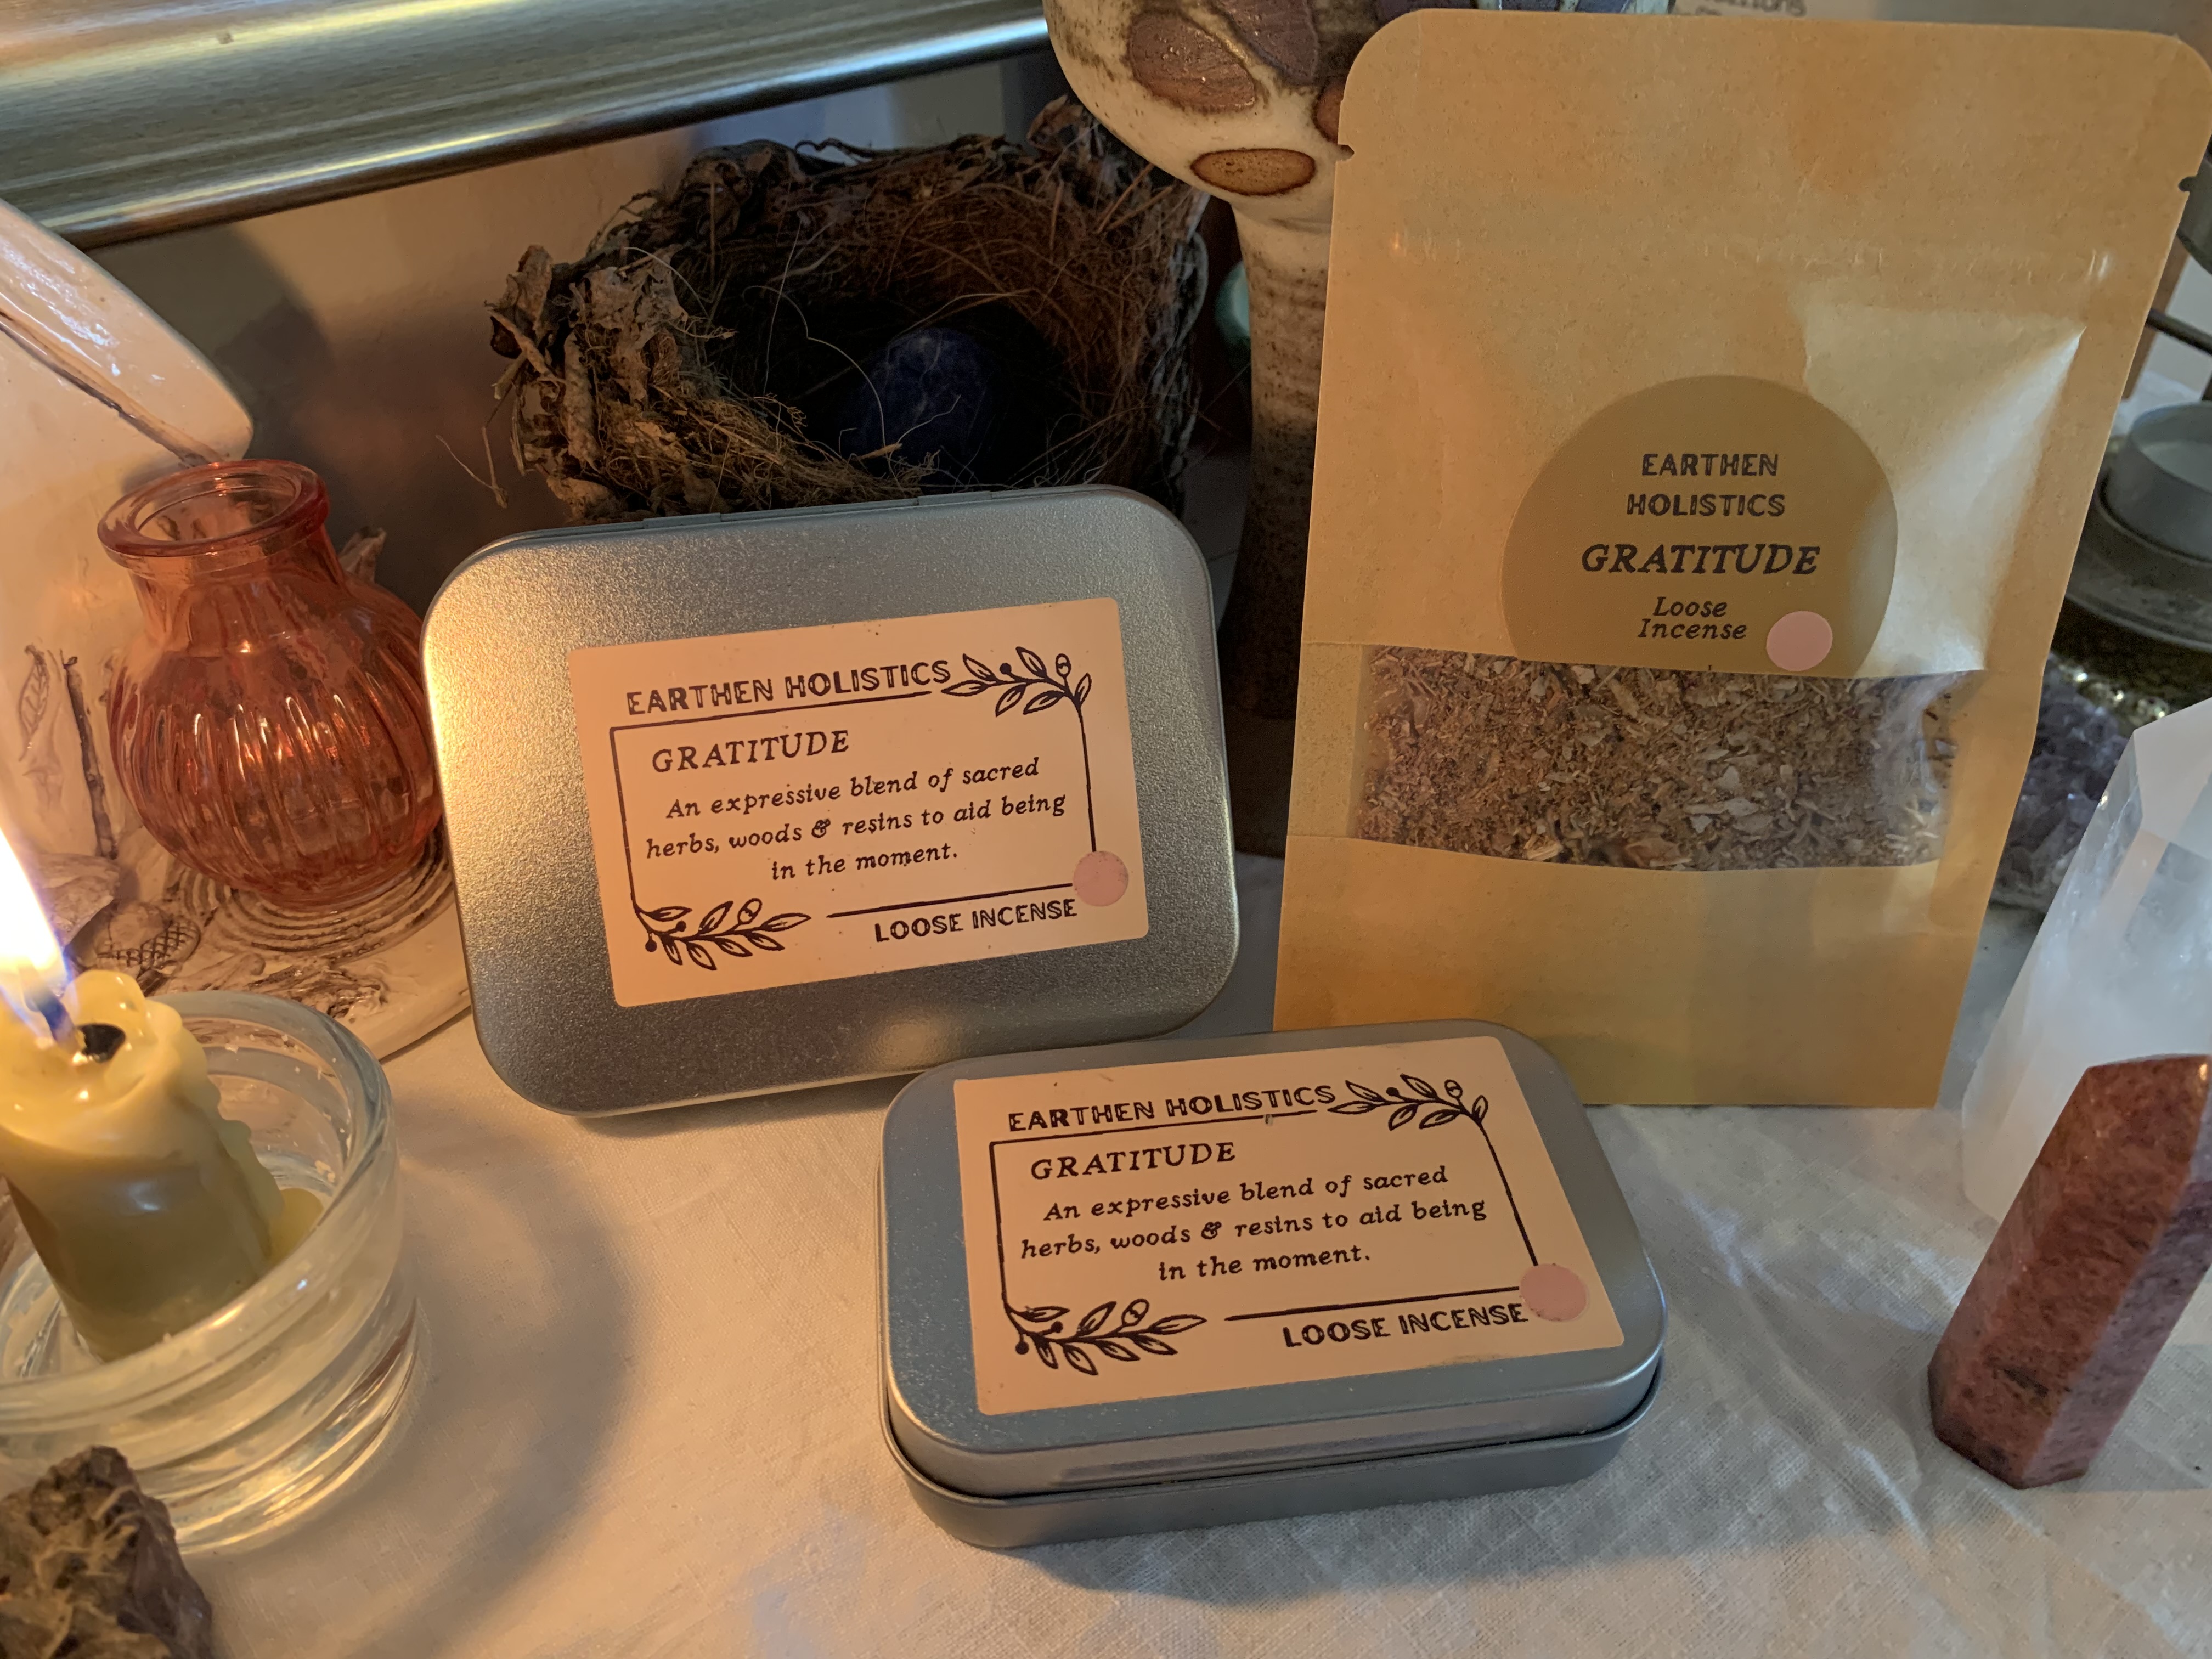 EARTHEN
HOLISTICS
GRATITUDE
Loose
Incense
EARTHEN HOLISTICS
GRATITUDE
An expressive blend of sacred
herbs, woods & resins to aid being
in the moment.
LOOSE INCENSE
EARTHEN HOLISTICS
GRATITUDE
An expressive blend of sacred
herbs, woods & resins to aid being
in the moment.
LOOSE INCENSE